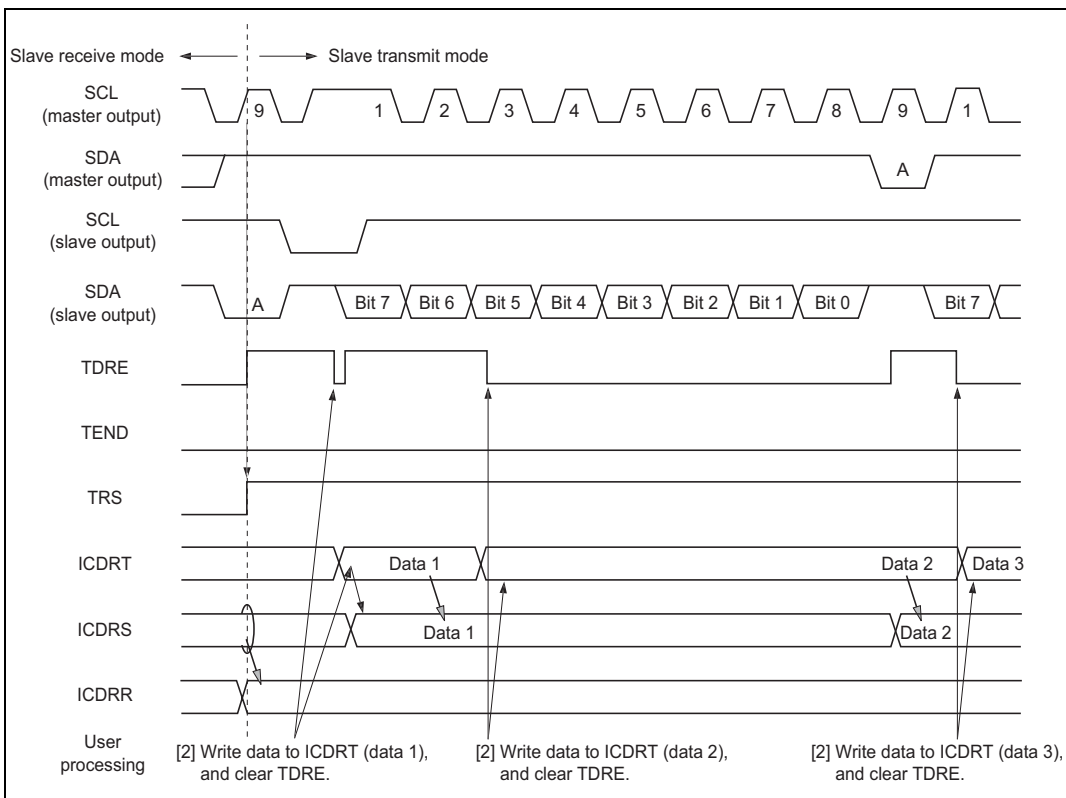 Slave receive mode
Slave transmit mode
SCL
(master output)
9 1 2 3 4 5 6 7 8 9 1
SDA
(master output)
A
SCL
(slave output)
SDA
(slave output)
A Bit 7 Bit 6 Bit 5 Bit 4 Bit 3 Bit 2 Bit 1 Bit 0 Bit 7
TDRE
TEND
TRS
ICDRT
Data 1 Data 2 Data 3
ICDRS
Data 1 Data 2
ICDRR
User
processing
[2] Write data to ICDRT (data 1),
and clear TDRE.
[2] Write data to ICDRT (data 2),
and clear TDRE.
[2] Write data to ICDRT (data 3),
and clear TDRE.